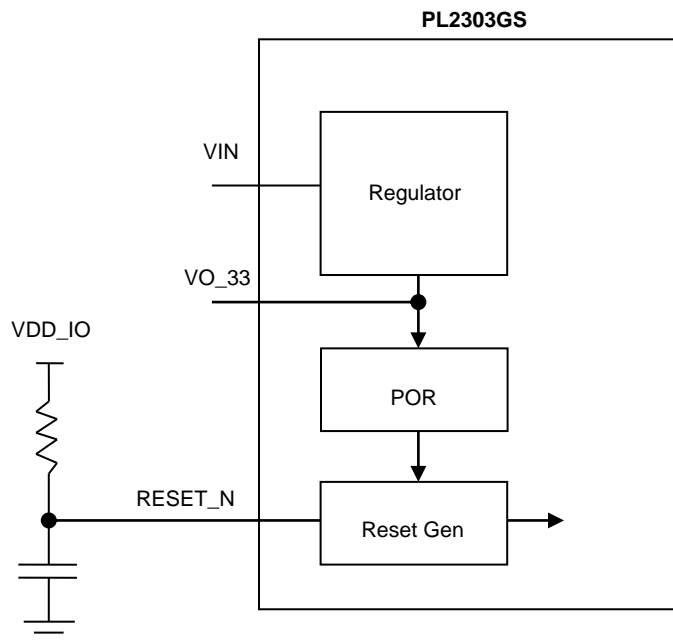 PL2303GS
VIN
Regulator
VO_33
VDD_IO
POR
RESET_N
Reset Gen